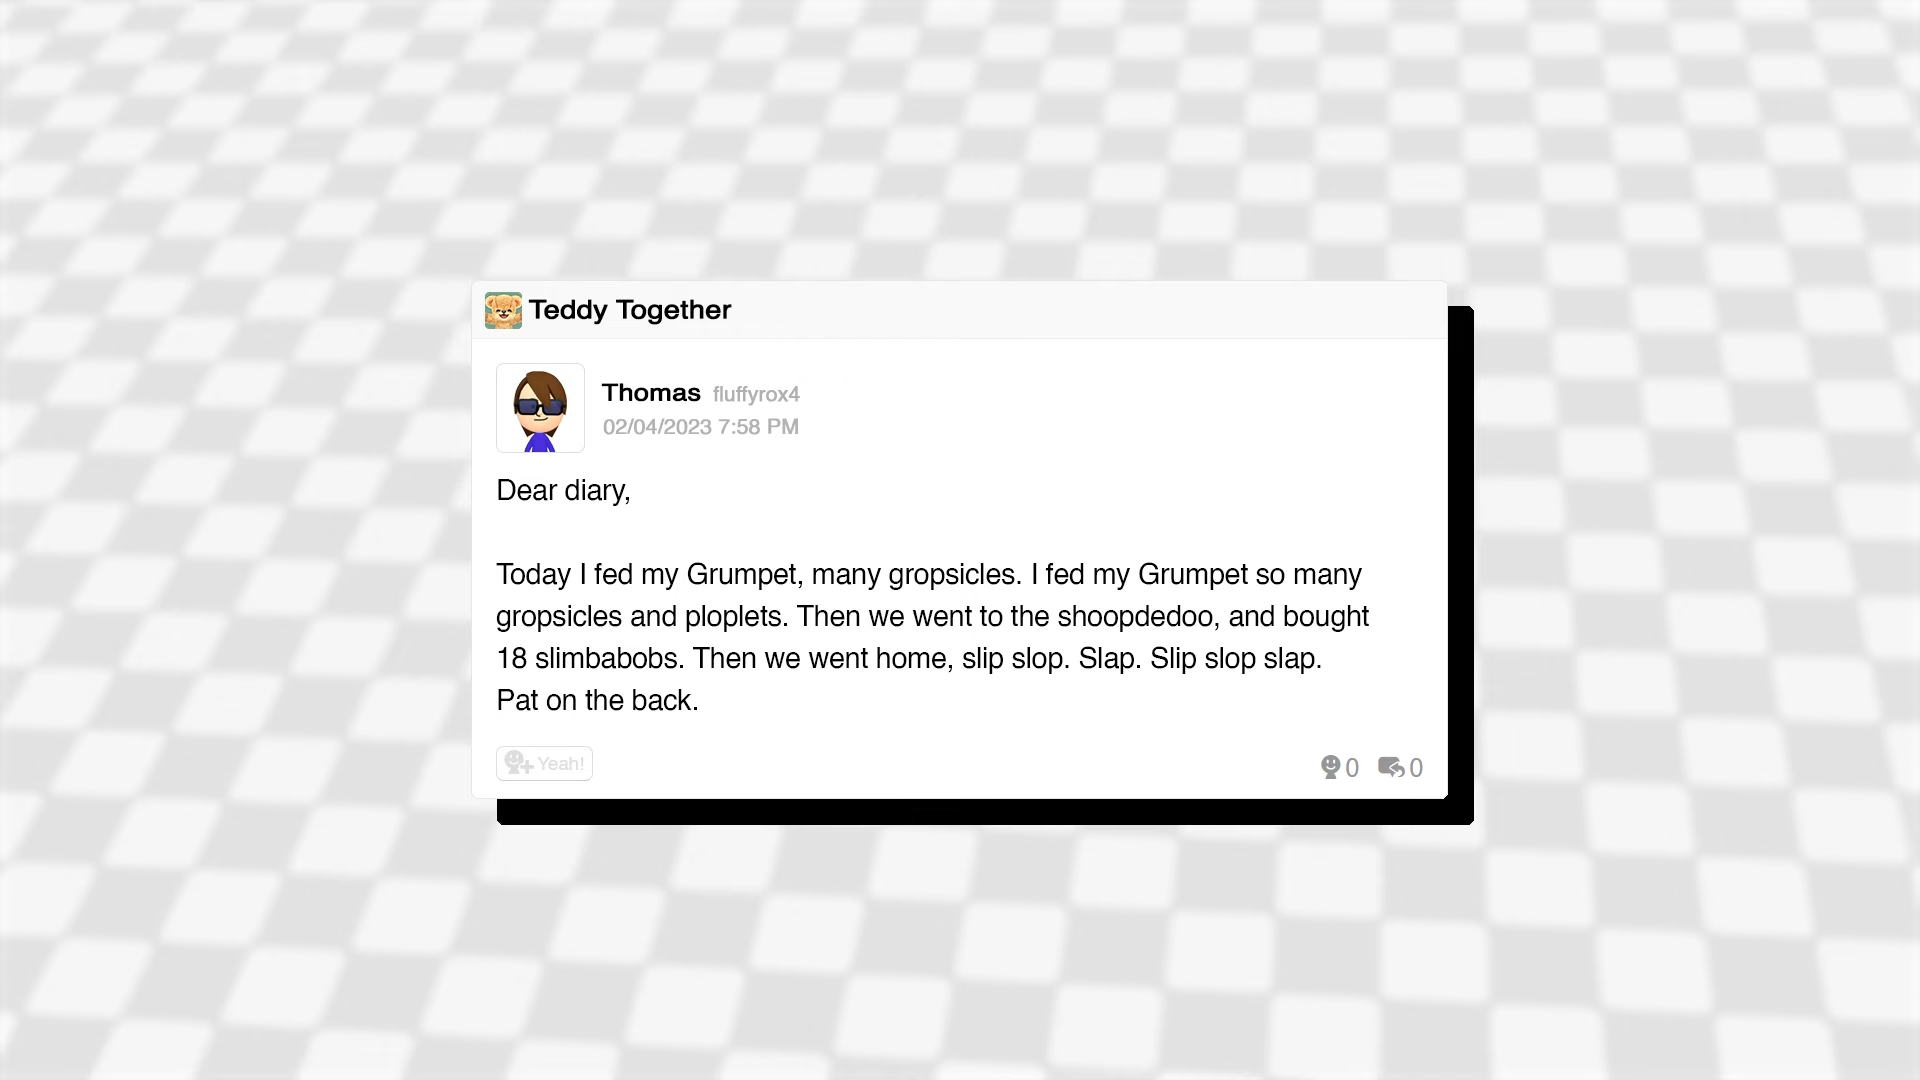 Teddy Together
Thomas fluffyrox4
02/04/2023 7:58 PM
Dear diary,
Today I fed my Grumpet, many gropsicles. I fed my Grumpet so many
gropsicles and ploplets. Then we went to the shoopdedoo, and bought
18 slimbabobs. Then we went home, slip slop. Slap. Slip slop slap.
Pat on the back.
Yeah! 0 0